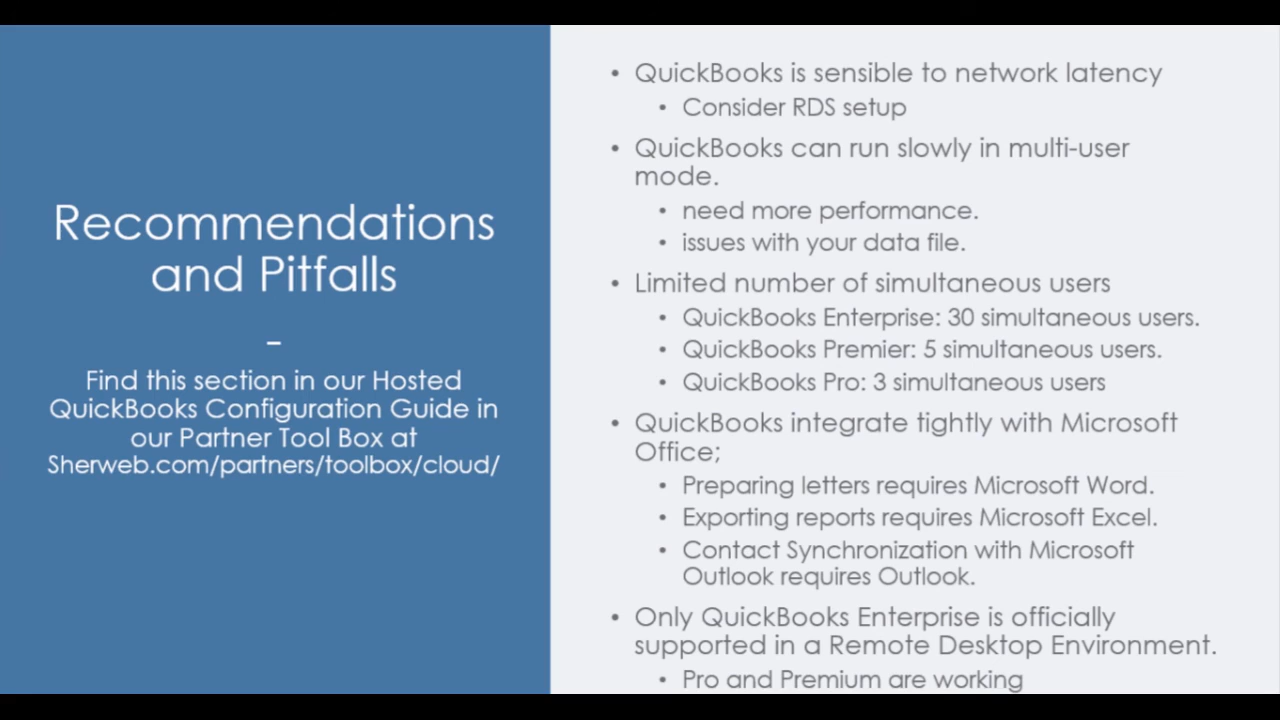 Recommendations
and Pitfalls
–
Find this section in our Hosted
QuickBooks Configuration Guide in
our Partner Tool Box at
Sherweb.com/partners/toolbox/cloud/
• QuickBooks is sensible to network latency
• Consider RDS setup
• QuickBooks can run slowly in multi-user
mode.
• need more performance.
• issues with your data file.
• Limited number of simultaneous users
• QuickBooks Enterprise: 30 simultaneous users.
• QuickBooks Premier: 5 simultaneous users.
• QuickBooks Pro: 3 simultaneous users
• QuickBooks integrate tightly with Microsoft
Office;
• Preparing letters requires Microsoft Word.
• Exporting reports requires Microsoft Excel.
• Contact Synchronization with Microsoft
Outlook requires Outlook.
• Only QuickBooks Enterprise is officially
supported in a Remote Desktop Environment.
• Pro and Premium are working